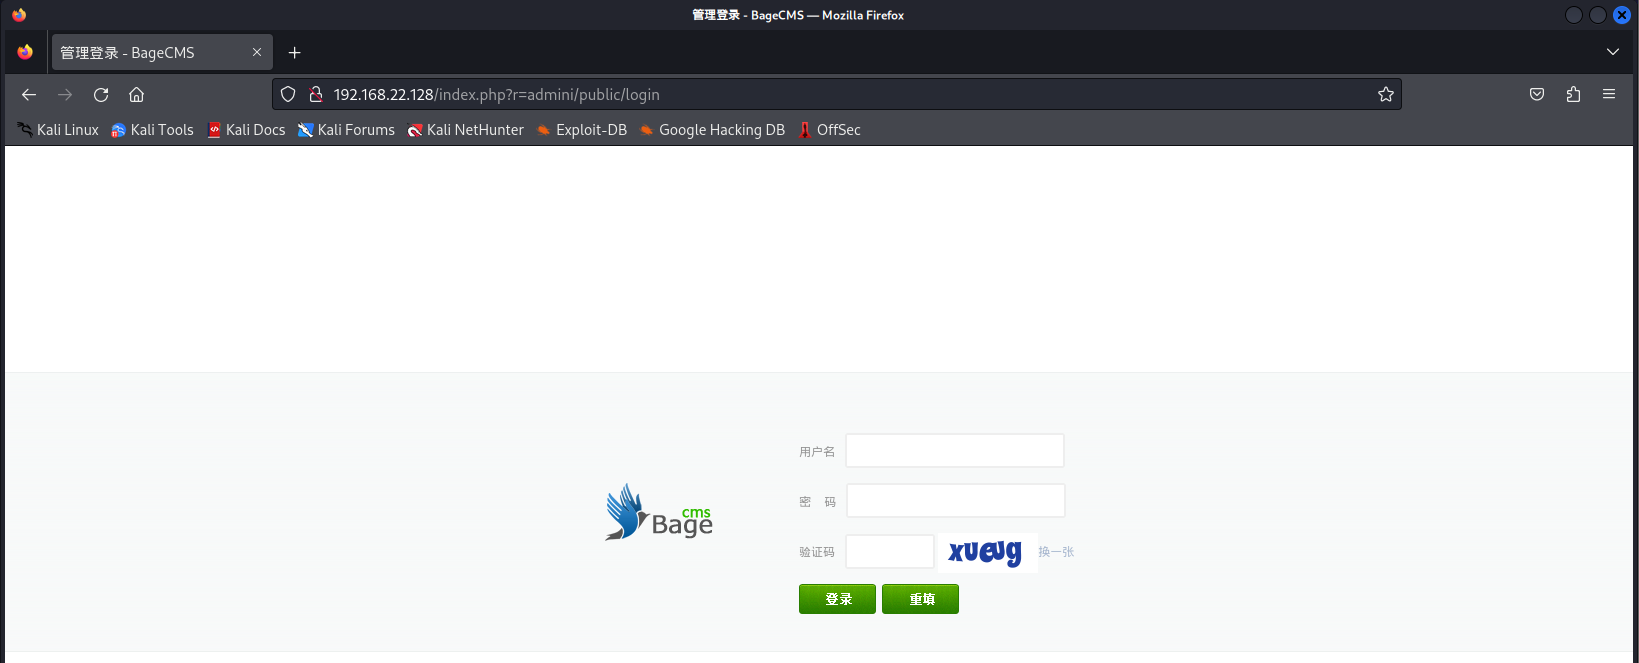 管理登录 - BageCMS — Mozilla Firefox
管理登录 - BageCMS
192.168.22.128/index.php?r=admini/public/login
Kali Linux Kali Tools Kali Docs Kali Forums Kali NetHunter Exploit-DB Google Hacking DB OffSec
用户名
密 码
Bage cms
验证码 xueug 换一张
登录 重填